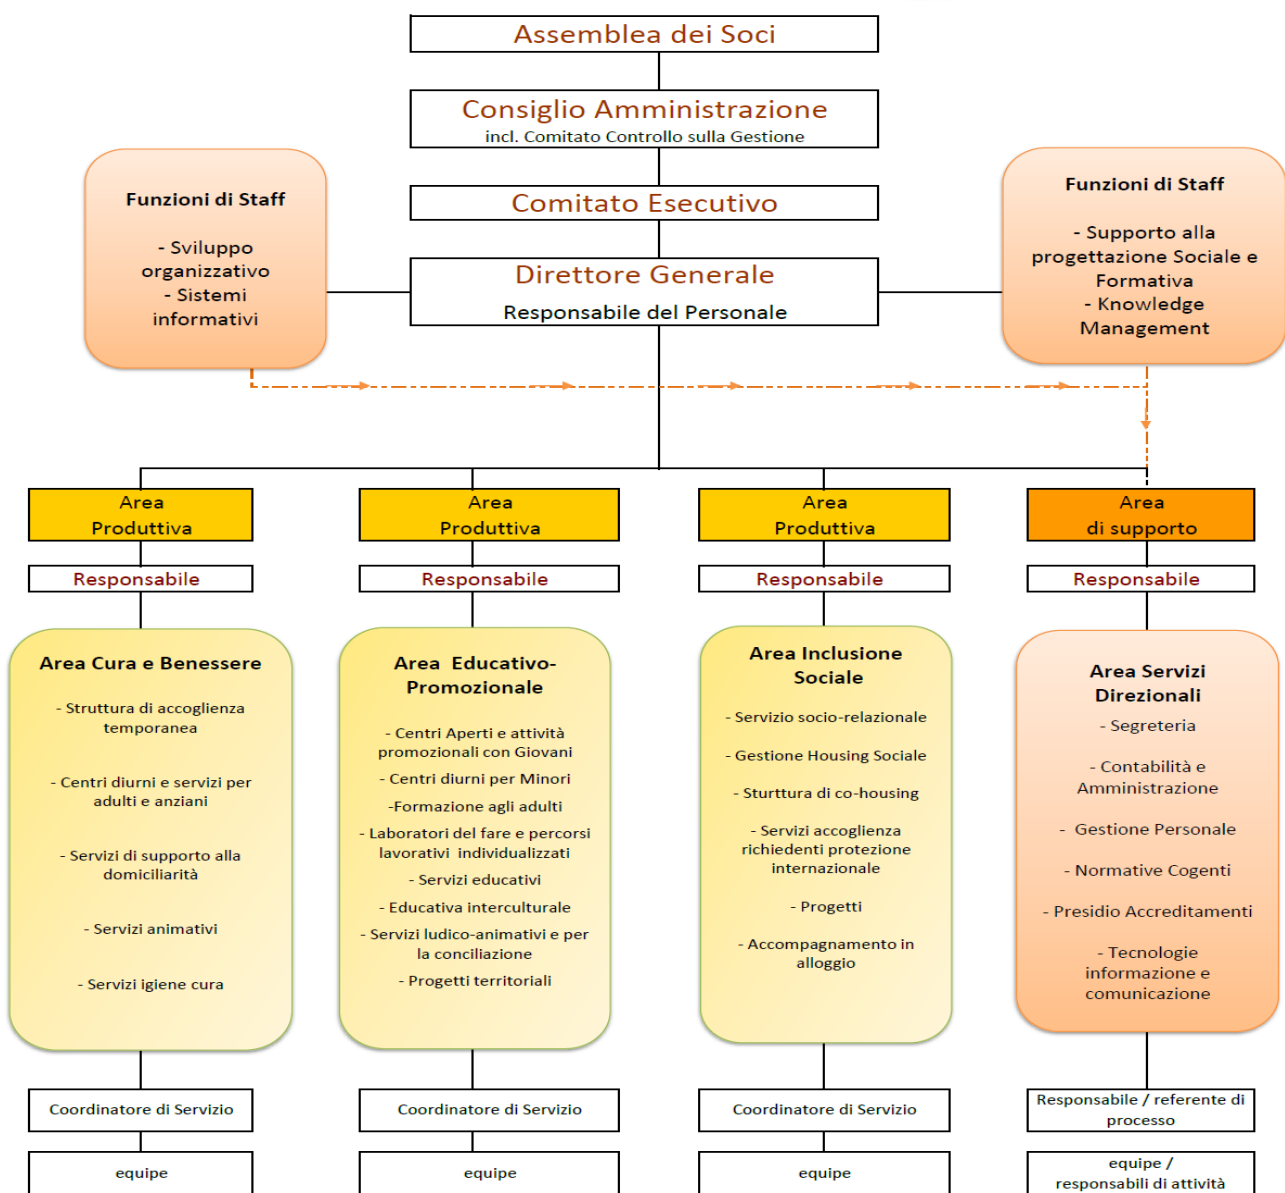 Assemblea dei Soci
Consiglio Amministrazione
incl. Comitato Controllo sulla Gestione
Funzioni di Staff
- Sviluppo
organizzativo
- Sistemi
informativi
Comitato Esecutivo
Direttore Generale
Responsabile del Personale
Funzioni di Staff
- Supporto alla
progettazione Sociale e
Formativa
- Knowledge
Management
Area
Produttiva
Responsabile
Area Cura e Benessere
- Struttura di accoglienza
temporanea
- Centri diurni e servizi per
adulti e anziani
- Servizi di supporto alla
domiciliarità
- Servizi animativi
- Servizi igiene cura
Coordinatore di Servizio
equipe
Area
Produttiva
Responsabile
Area Educativo-
Promozionale
- Centri Aperti e attività
promozionali con Giovani
- Centri diurni per Minori
-Formazione agli adulti
- Laboratori del fare e percorsi
lavorativi individualizzati
- Servizi educativi
- Educativa interculturale
- Servizi ludico-animativi e per
la conciliazione
- Progetti territoriali
Coordinatore di Servizio
equipe
Area
Produttiva
Responsabile
Area Inclusione
Sociale
- Servizio socio-relazionale
- Gestione Housing Sociale
- Sturttura di co-housing
- Servizi accoglienza
richiedenti protezione
internazionale
- Progetti
- Accompagnamento in
alloggio
Coordinatore di Servizio
equipe
Area
di supporto
Responsabile
Area Servizi
Direzionali
- Segreteria
- Contabilità e
Amministrazione
- Gestione Personale
- Normative Cogenti
- Presidio Accreditamenti
- Tecnologie
informazione e
comunicazione
Responsabile / referente di
processo
equipe /
responsabili di attività